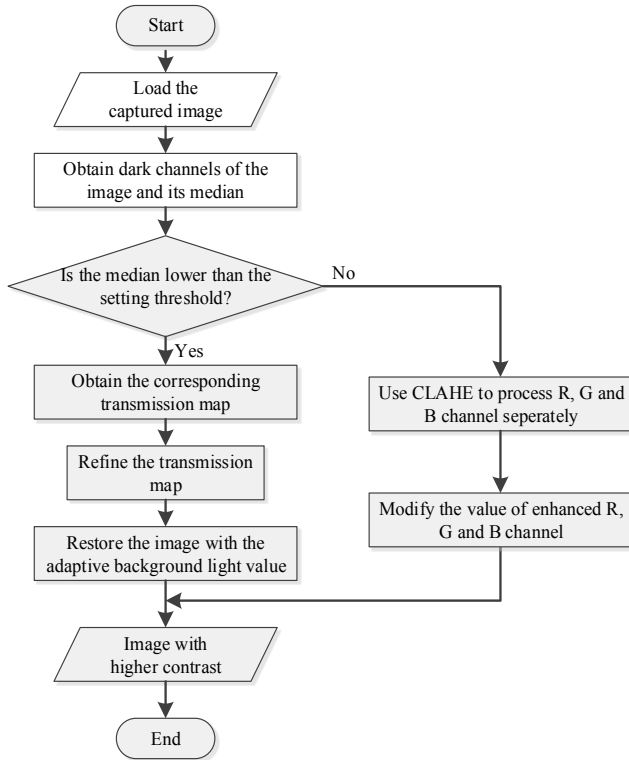 Start
Load the
captured image
Obtain dark channels of the
image and its median
Is the median lower than the
setting threshold?
No
Yes
Obtain the corresponding
transmission map
Use CLAHE to process R, G and
B channel seperately
Refine the transmission
map
Modify the value of enhanced R,
G and B channel
Restore the image with the
adaptive background light value
Image with
higher contrast
End